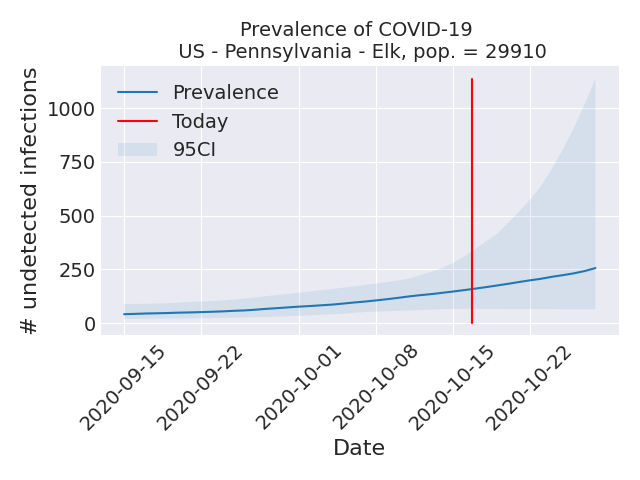 Prevalence of COVID-19
US - Pennsylvania - Elk, pop. = 29910
# undetected infections
1000
750
500
250
0
Prevalence
Today
95CI
2020-09-15
2020-09-22
2020-10-01
2020-10-08
2020-10-15
2020-10-22
Date